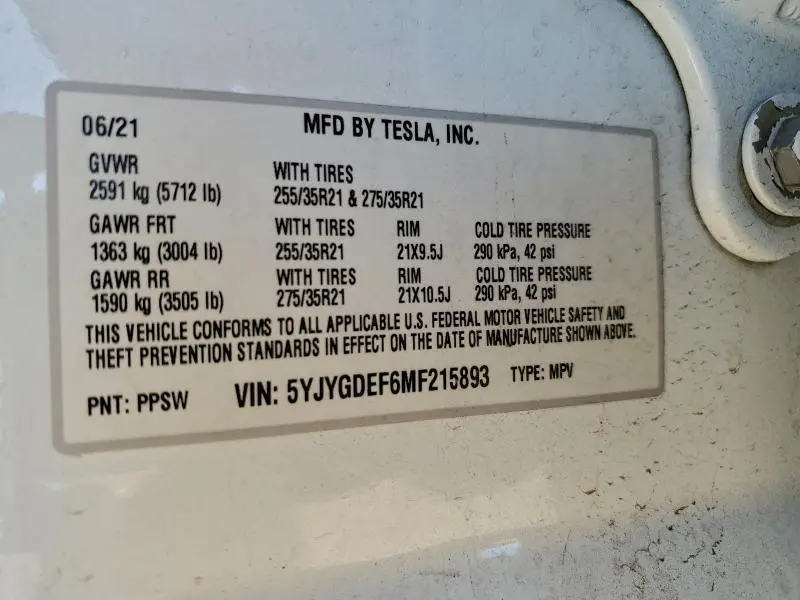 06/21 MFD BY TESLA, INC.
GVWR WITH TIRES
2591 kg (5712 lb) 255/35R21 & 275/35R21
GAWR FRT WITH TIRES RIM COLD TIRE PRESSURE
1363 kg (3004 lb) 255/35R21 21X9.5J 290 kPa, 42 psi
GAWR RR WITH TIRES RIM COLD TIRE PRESSURE
1590 kg (3505 lb) 275/35R21 21X10.5J 290 kPa, 42 psi
THIS VEHICLE CONFORMS TO ALL APPLICABLE U.S. FEDERAL MOTOR VEHICLE SAFETY AND
THEFT PREVENTION STANDARDS IN EFFECT ON THE DATE OF MANUFACTURE SHOWN ABOVE.
PNT: PPSW VIN: 5YJYGDEF6MF215893 TYPE: MPV